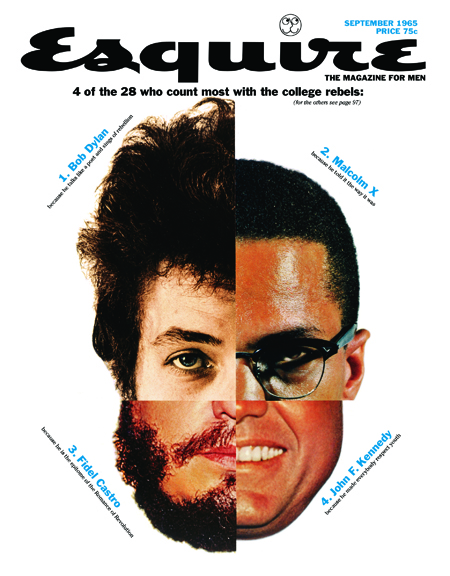 SEPTEMBER 1965
PRICE 75c
Esquire
THE MAGAZINE FOR MEN
4 of the 28 who count most with the college rebels:
(for the others see page 97)
1. Bob Dylan
because he talks like a poet and sings of rebellion
2. Malcolm X
because he told it the way it was
3. Fidel Castro
because he is the epitome of the Romance of Revolution
4. John F. Kennedy
because he made everybody respect youth